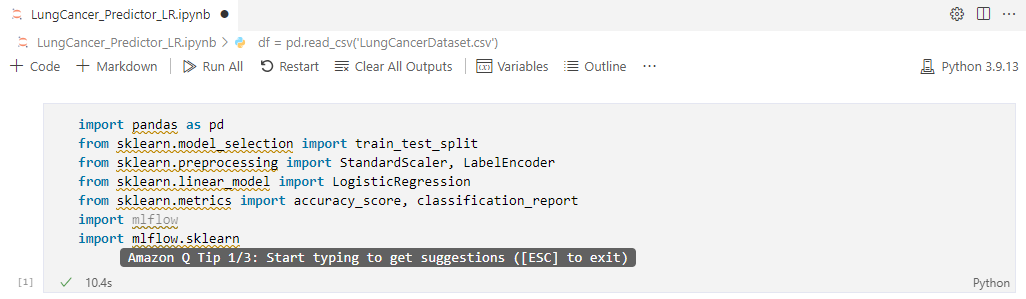 LungCancer_Predictor_LR.ipynb
LungCancer_Predictor_LR.ipynb > df = pd.read_csv('LungCancerDataset.csv')
+ Code + Markdown | Run All Restart Clear All Outputs | Variables Outline ··· Python 3.9.13
import pandas as pd
from sklearn.model_selection import train_test_split
from sklearn.preprocessing import StandardScaler, LabelEncoder
from sklearn.linear_model import LogisticRegression
from sklearn.metrics import accuracy_score, classification_report
import mlflow
import mlflow.sklearn
Amazon Q Tip 1/3: Start typing to get suggestions ([ESC] to exit)
[1] ✓ 10.4s Python